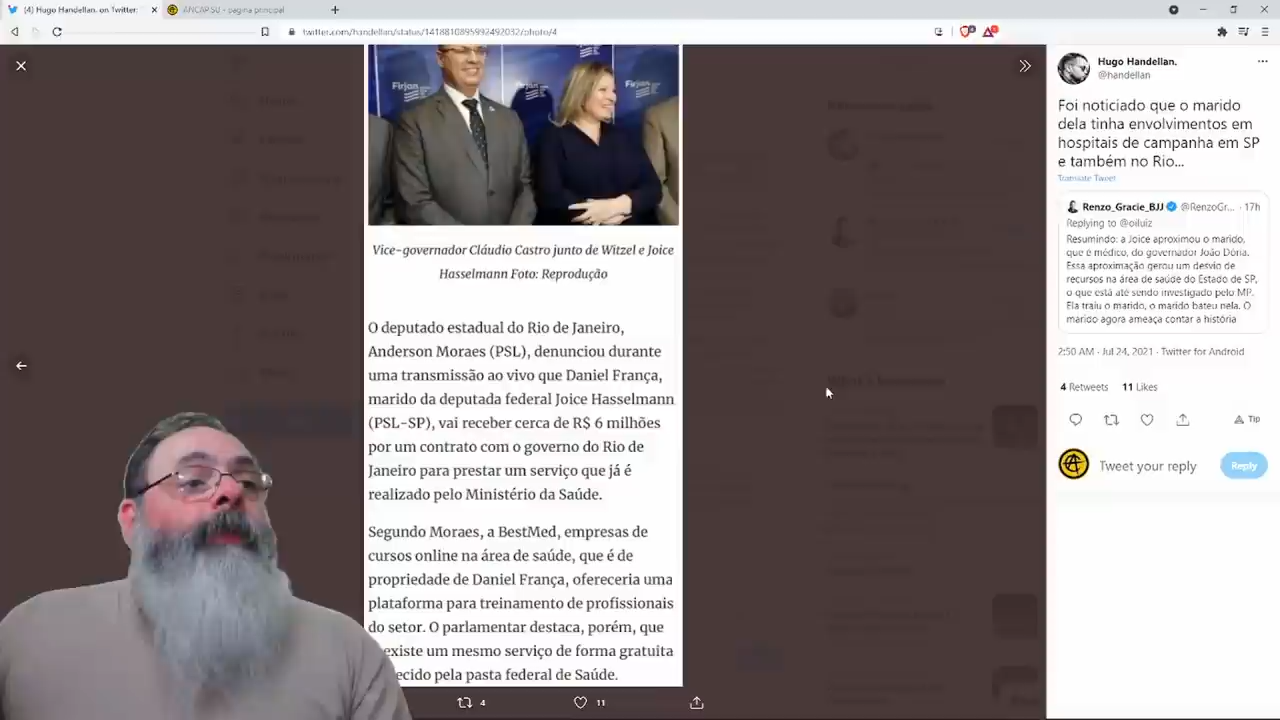 (4) Hugo Handellan. on Twitter:
ANCAP.SU - página principal
twitter.com/handellan/status/1418810895992492032/photo/4
Firjan
Firjan
Firjan
Vice-governador Cláudio Castro junto de Witzel e Joice
Hasselmann Foto: Reprodução
O deputado estadual do Rio de Janeiro,
Anderson Moraes (PSL), denunciou durante
uma transmissão ao vivo que Daniel França,
marido da deputada federal Joice Hasselmann
(PSL-SP), vai receber cerca de R$ 6 milhões
por um contrato com o governo do Rio de
Janeiro para prestar um serviço que já é
realizado pelo Ministério da Saúde.
Segundo Moraes, a BestMed, empresas de
cursos online na área de saúde, que é de
propriedade de Daniel França, ofereceria uma
plataforma para treinamento de profissionais
do setor. O parlamentar destaca, porém, que
existe um mesmo serviço de forma gratuita
ecido pela pasta federal de Saúde.
4
11
Hugo Handellan.
@handellan
Foi noticiado que o marido
dela tinha envolvimentos em
hospitais de campanha em SP
e também no Rio...
Translate Tweet
Renzo_Gracie_BJJ @RenzoGr... · 17h
Replying to @oiluiz
Resumindo: a Joice aproximou o marido,
que é médico, do governador João Dória.
Essa aproximação gerou um desvio de
recursos na área de saúde do Estado de SP,
o que está até sendo investigado pelo MP.
Ela traiu o marido, o marido bateu nela. O
marido agora ameaça contar a história
2:50 AM · Jul 24, 2021 · Twitter for Android
4 Retweets 11 Likes
Tip
Tweet your reply
Reply